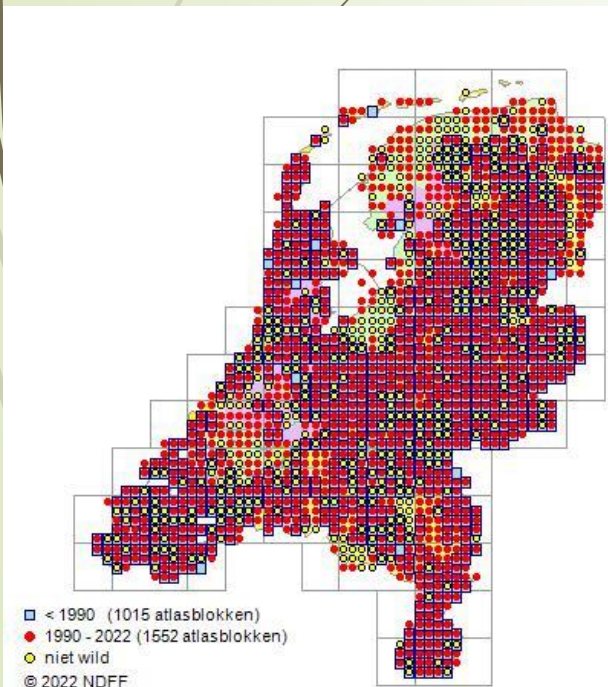 < 1990 (1015 atlasblokken)
1990 - 2022 (1552 atlasblokken)
niet wild
© 2022 NDFF